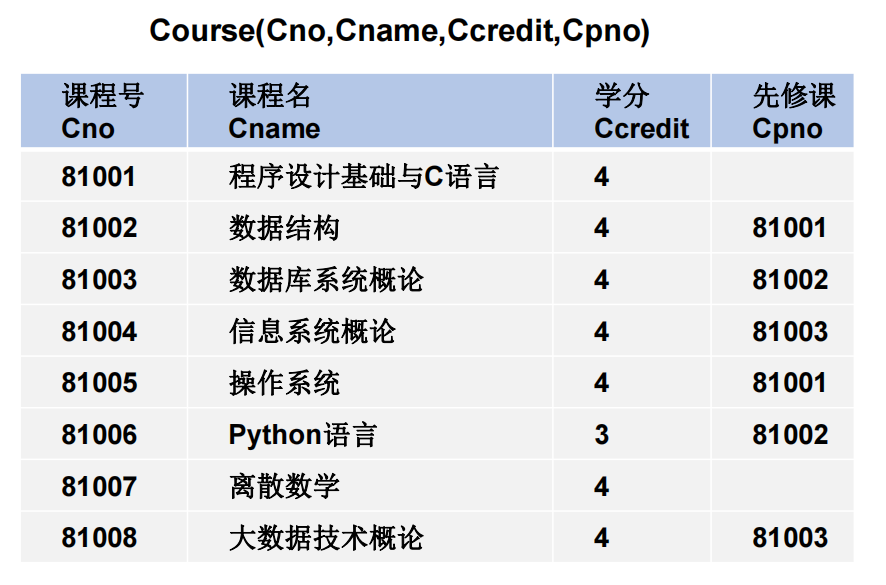 Course(Cno,Cname,Ccredit,Cpno)
课程号 课程名 学分 先修课
Cno Cname Ccredit Cpno
81001 程序设计基础与C语言 4
81002 数据结构 4 81001
81003 数据库系统概论 4 81002
81004 信息系统概论 4 81003
81005 操作系统 4 81001
81006 Python语言 3 81002
81007 离散数学 4
81008 大数据技术概论 4 81003